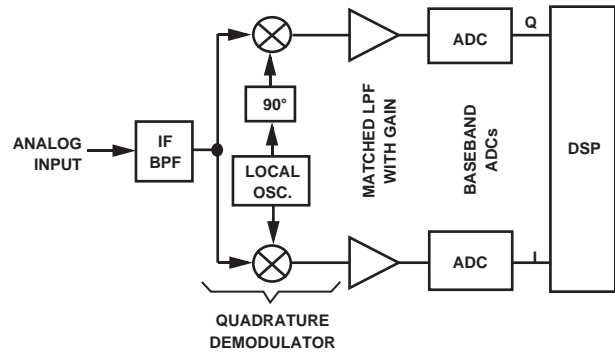 ADC
Q
90°
ANALOG
INPUT
IF
BPF
LOCAL
OSC.
MATCHED LPF
WITH GAIN
BASEBAND
ADCs
DSP
ADC
I
QUADRATURE
DEMODULATOR